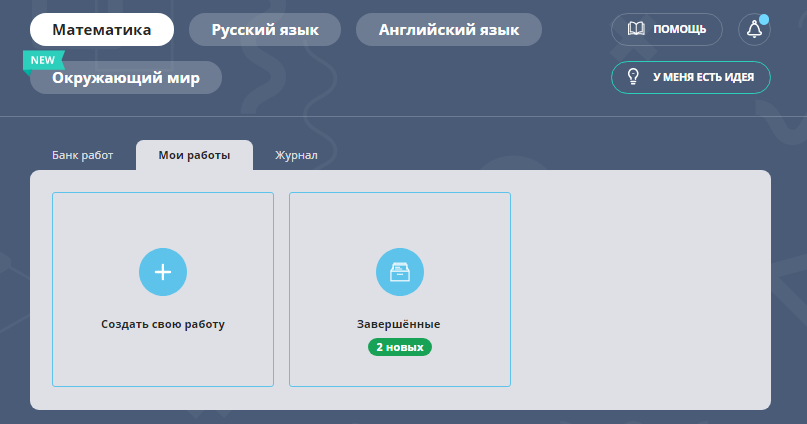 Математика
Русский язык
Английский язык
ПОМОЩЬ
NEW
Окружающий мир
У МЕНЯ ЕСТЬ ИДЕЯ
Банк работ
Мои работы
Журнал
Создать свою работу
Завершённые
2 новых